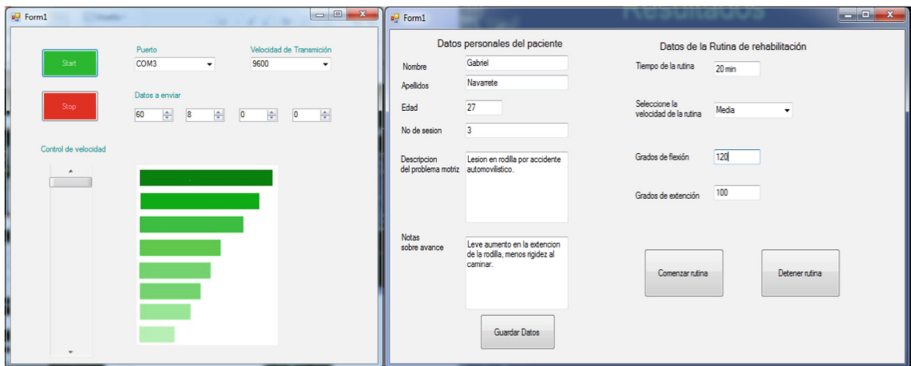 Form1
Start
Puerto
Velocidad de Transmición
COM3
9600
Stop
Datos a enviar
60
8
0
0
Control de velocidad
Resultados
Form1
Datos personales del paciente
Nombre
Gabriel
Apellidos
Navarrete
Edad
27
No de sesion
3
Descripcion
del problema motriz
Lesion en rodilla por accidente
automovilistico.
Notas
sobre avance
Leve aumento en la extencion
de la rodilla, menos rigidez al
caminar.
Guardar Datos
Datos de la Rutina de rehabilitación
Tiempo de la rutina
20 min
Seleccione la
velocidad de la rutina
Media
Grados de flexión
120
Grados de extención
100
Comenzar rutina
Detener rutina